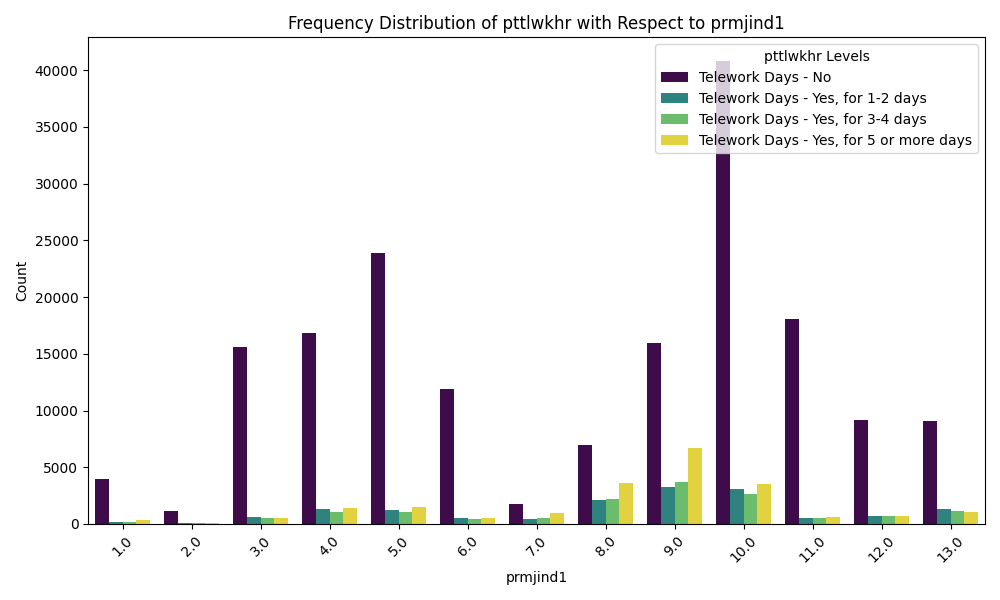 Frequency Distribution of pttlwkhr with Respect to prmjind1
pttlwkhr Levels
Telework Days - No
Telework Days - Yes, for 1-2 days
Telework Days - Yes, for 3-4 days
Telework Days - Yes, for 5 or more days
Count
40000
35000
30000
25000
20000
15000
10000
5000
0
1.0
2.0
3.0
4.0
5.0
6.0
7.0
8.0
9.0
10.0
11.0
12.0
13.0
prmjind1